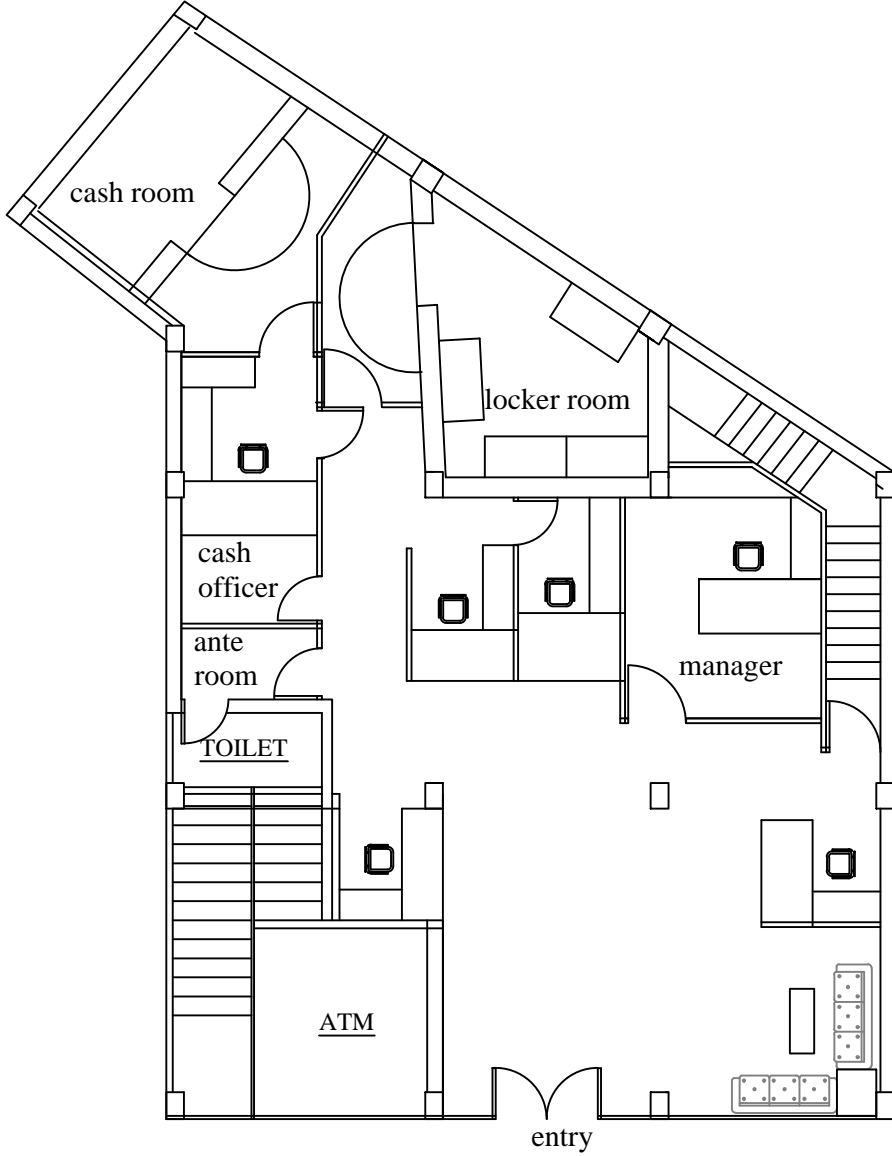 cash room
locker room
cash
officer
ante
room
manager
TOILET
ATM
entry